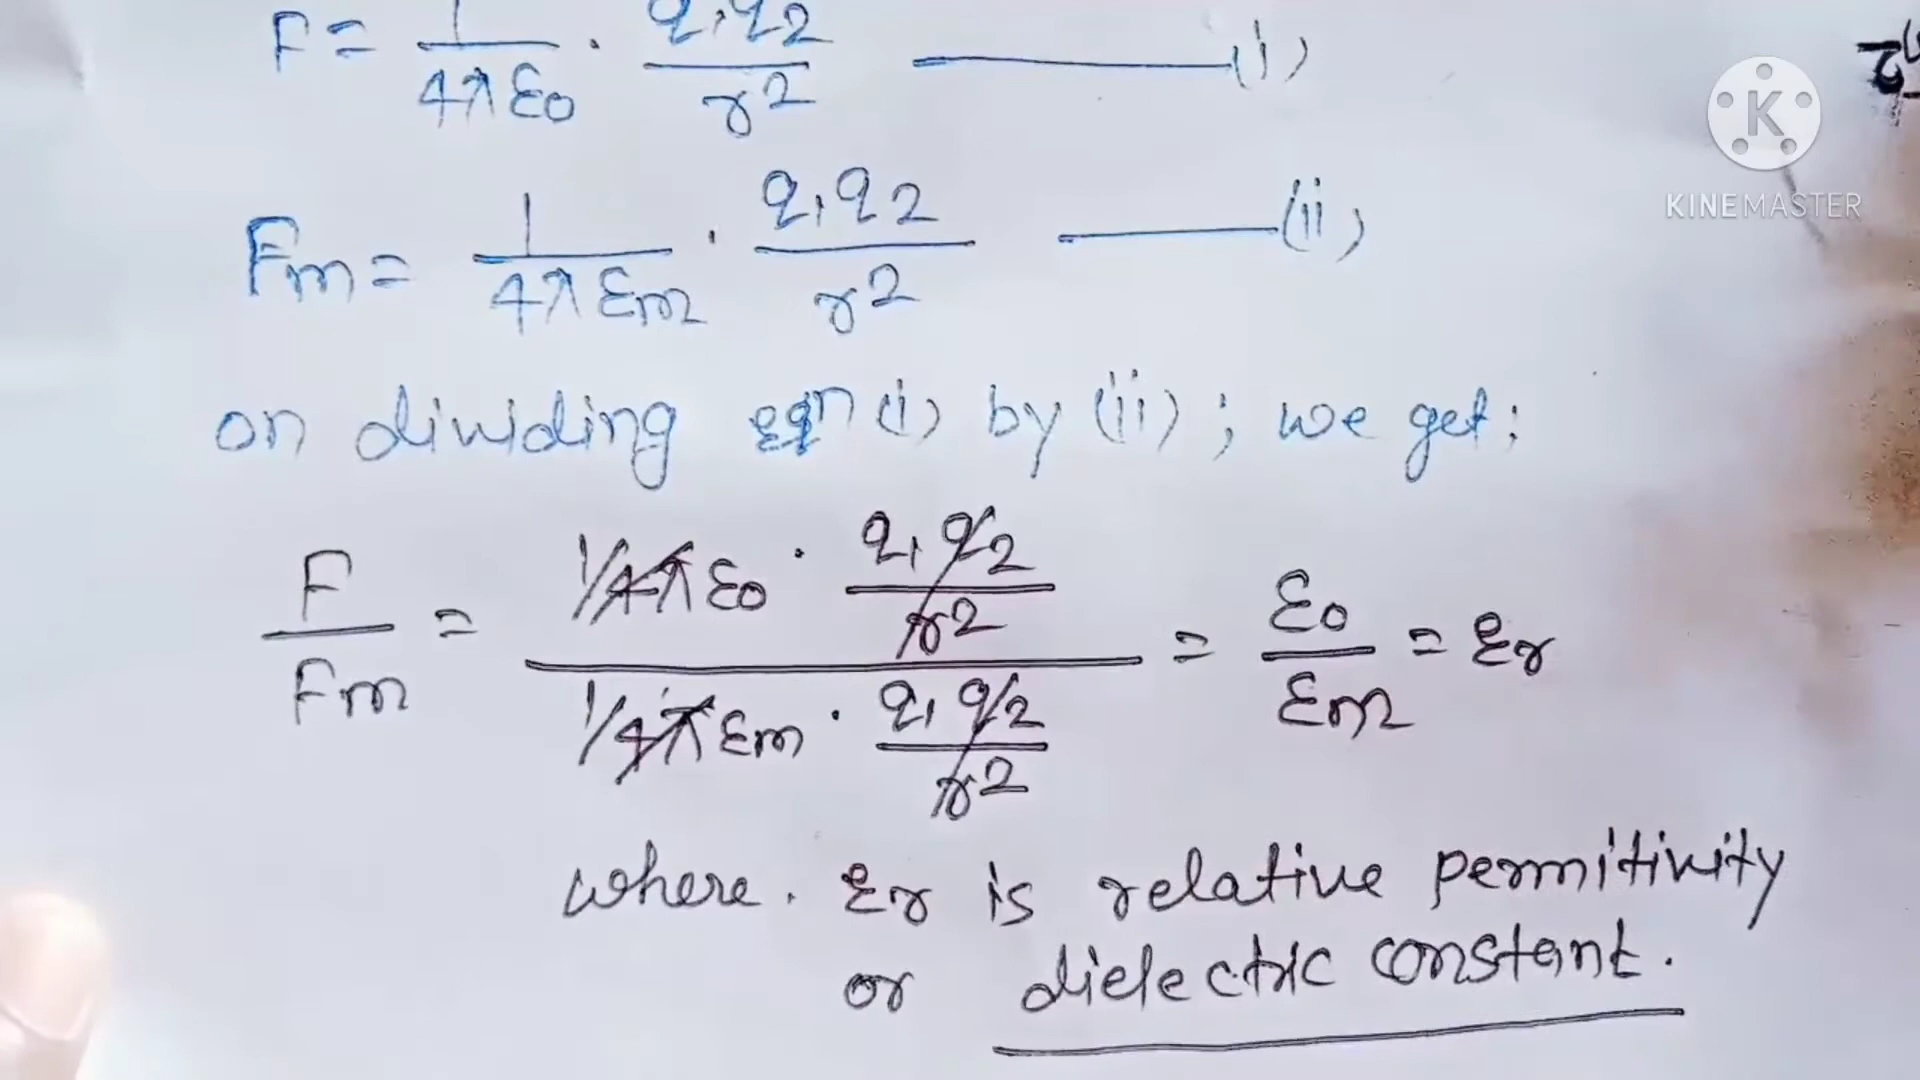 F = 1/4πε₀ · q₁q₂/r² ——— (i)
Fm = 1/4πεm · q₁q₂/r² ——— (ii)
on dividing eqn (i) by (ii) ; we get :
F/Fm = (1/4πε₀ · q₁q₂/r²)/(1/4πεm · q₁q₂/r²) = ε₀/εm = εr
where. εr is relative permitivity
or dielectric constant.
KINEMASTER